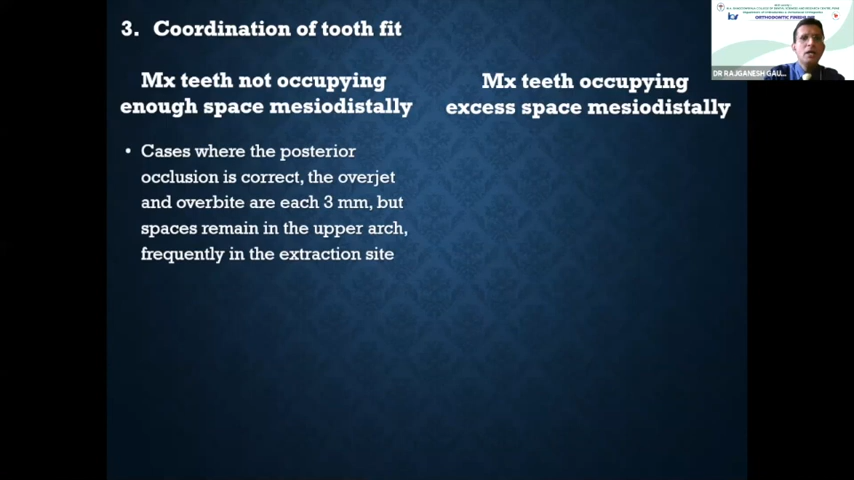 3. Coordination of tooth fit
Mx teeth not occupying
enough space mesiodistally
• Cases where the posterior
occlusion is correct, the overjet
and overbite are each 3 mm, but
spaces remain in the upper arch,
frequently in the extraction site
Mx teeth occupying
excess space mesiodistally
ORTHODONTIC FINISHING
DR RAJGANESH GAU...